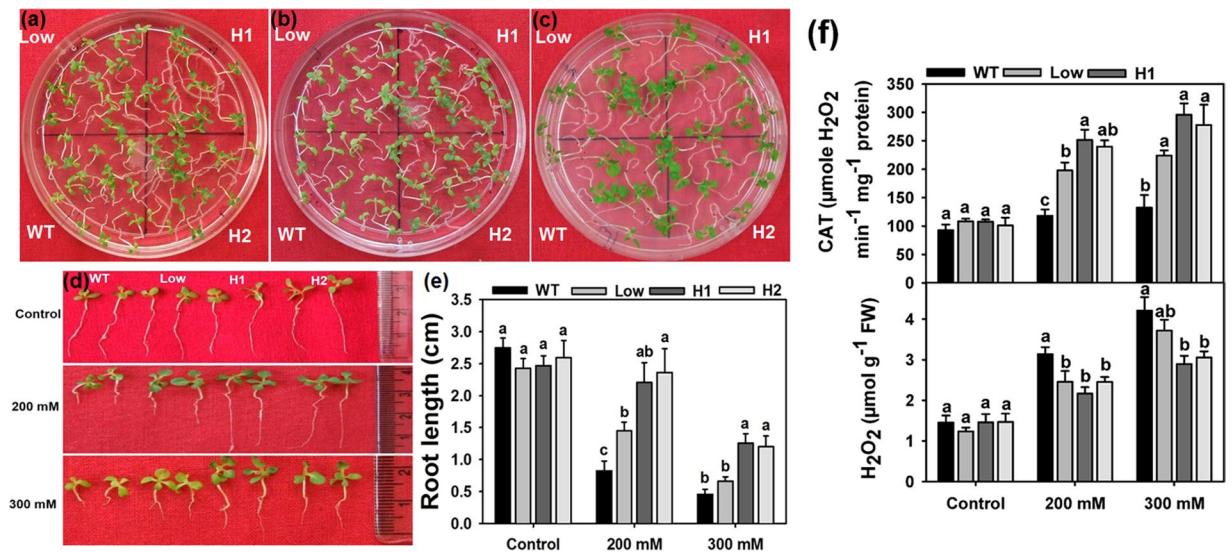 (a)
Low
H1
WT
H2
(b)
Low
H1
WT
H2
(c)
Low
H1
WT
H2
(d)
WT Low H1 H2
Control
200 mM
300 mM
(e)
WT Low H1 H2
Root length (cm)
3.5
3.0
2.5
2.0
1.5
1.0
0.5
0.0
a a a a
c b ab a
b b a a
Control 200 mM 300 mM
(f)
WT Low H1
CAT (µmole H2O2
min-1 mg-1 protein)
350
300
250
200
150
100
50
0
a a a a
c b a ab
b a a a
H2O2 (µmol g-1 FW)
4
3
2
1
0
a a a a
a b b b
a ab b b
Control 200 mM 300 mM